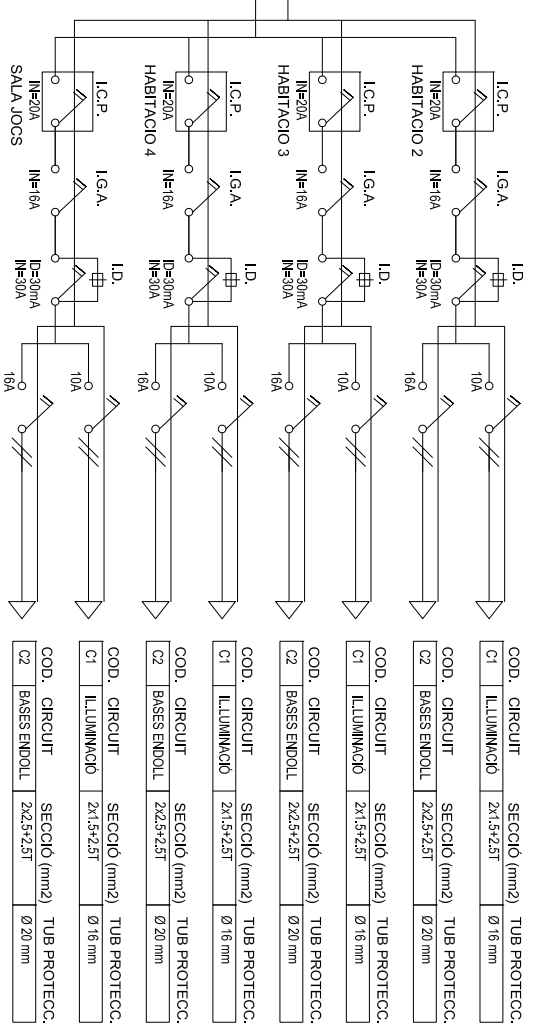 I.C.P. I.G.A. I.D.
IN=20A IN=16A ID=30mA
IN=30A
HABITACIO 2
10A
16A
COD. CIRCUIT SECCIÓ (mm2) TUB PROTECC.
C1 IL.LUMINACIÓ 2x1.5+2,5T Ø 16 mm
COD. CIRCUIT SECCIÓ (mm2) TUB PROTECC.
C2 BASES ENDOLL 2x2.5+2,5T Ø 20 mm
I.C.P. I.G.A. I.D.
IN=20A IN=16A ID=30mA
IN=30A
HABITACIO 3
10A
16A
COD. CIRCUIT SECCIÓ (mm2) TUB PROTECC.
C1 IL.LUMINACIÓ 2x1.5+2,5T Ø 16 mm
COD. CIRCUIT SECCIÓ (mm2) TUB PROTECC.
C2 BASES ENDOLL 2x2.5+2,5T Ø 20 mm
I.C.P. I.G.A. I.D.
IN=20A IN=16A ID=30mA
IN=30A
HABITACIO 4
10A
16A
COD. CIRCUIT SECCIÓ (mm2) TUB PROTECC.
C1 IL.LUMINACIÓ 2x1.5+2,5T Ø 16 mm
COD. CIRCUIT SECCIÓ (mm2) TUB PROTECC.
C2 BASES ENDOLL 2x2.5+2,5T Ø 20 mm
I.C.P. I.G.A. I.D.
IN=20A IN=16A ID=30mA
IN=30A
SALA JOCS
10A
16A
COD. CIRCUIT SECCIÓ (mm2) TUB PROTECC.
C1 IL.LUMINACIÓ 2x1.5+2,5T Ø 16 mm
COD. CIRCUIT SECCIÓ (mm2) TUB PROTECC.
C2 BASES ENDOLL 2x2.5+2,5T Ø 20 mm